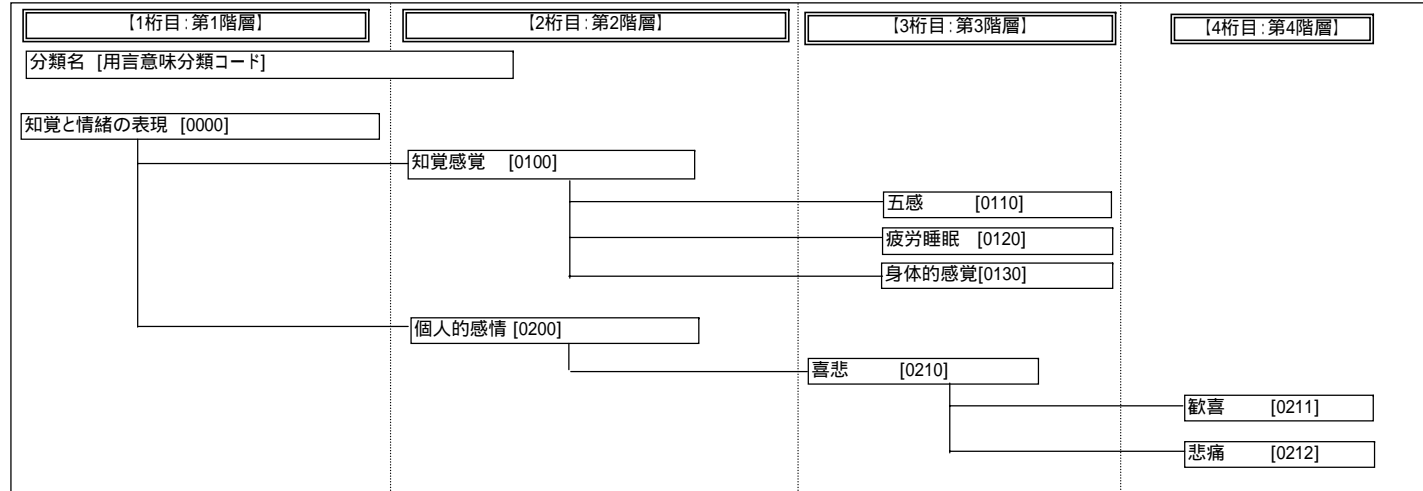 【1桁目:第1階層】
【2桁目:第2階層】
【3桁目:第3階層】
【4桁目:第4階層】
分類名 [用言意味分類コード]
知覚と情緒の表現 [0000]
知覚感覚 [0100]
五感 [0110]
疲労睡眠 [0120]
身体的感覚[0130]
個人的感情 [0200]
喜悲 [0210]
歓喜 [0211]
悲痛 [0212]